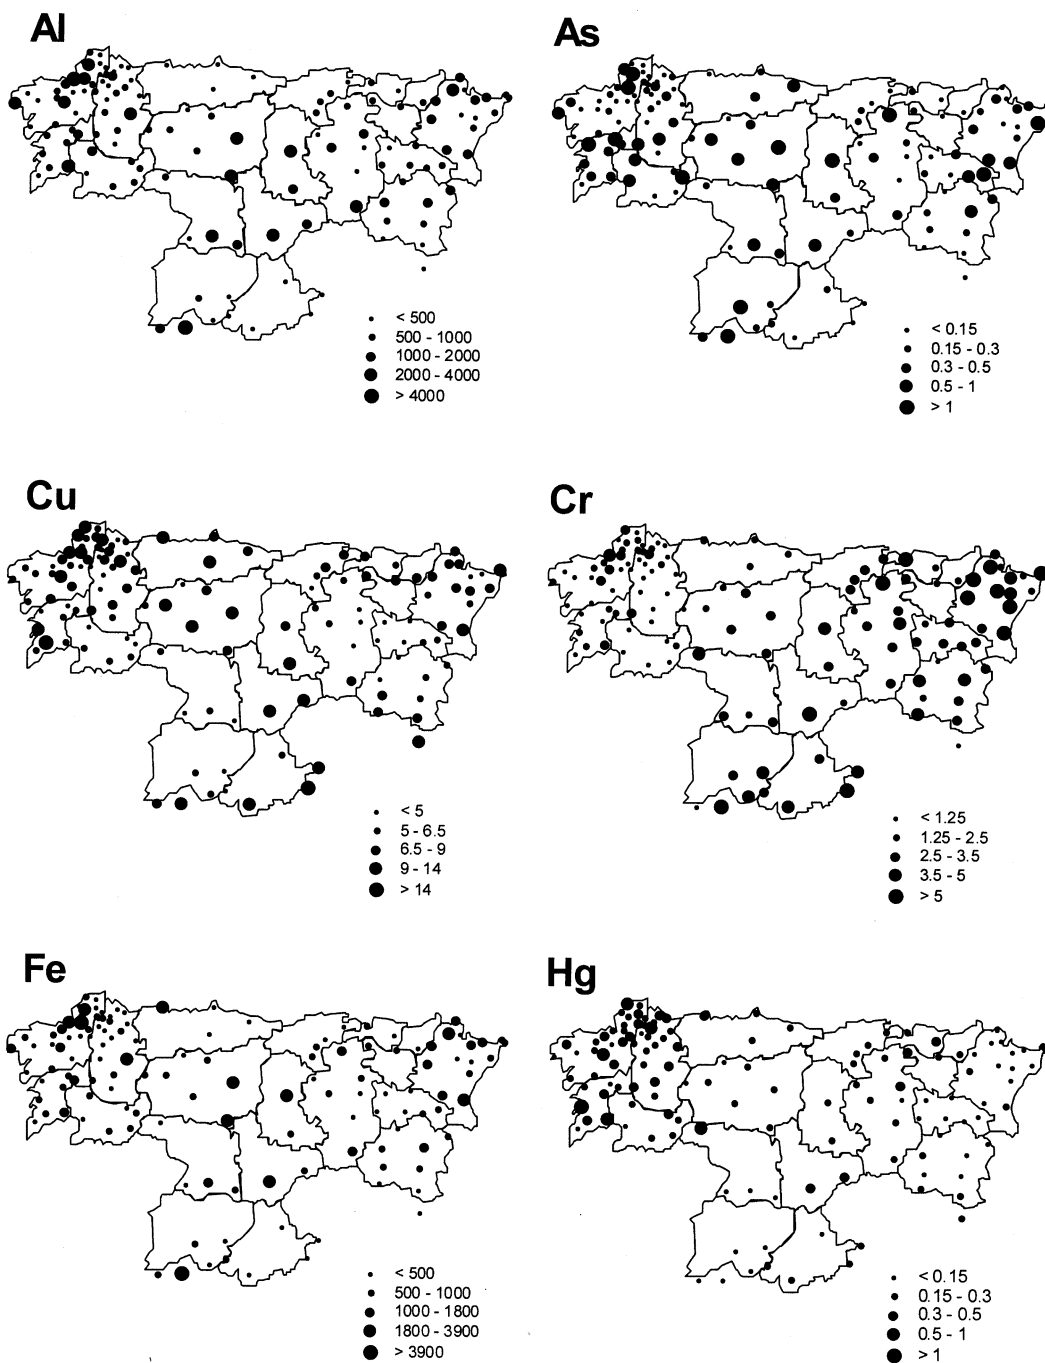 Al
As
< 500
500 - 1000
1000 - 2000
2000 - 4000
> 4000
< 0.15
0.15 - 0.3
0.3 - 0.5
0.5 - 1
> 1
Cu
Cr
< 5
5 - 6.5
6.5 - 9
9 - 14
> 14
< 1.25
1.25 - 2.5
2.5 - 3.5
3.5 - 5
> 5
Fe
Hg
< 500
500 - 1000
1000 - 1800
1800 - 3900
> 3900
< 0.15
0.15 - 0.3
0.3 - 0.5
0.5 - 1
> 1